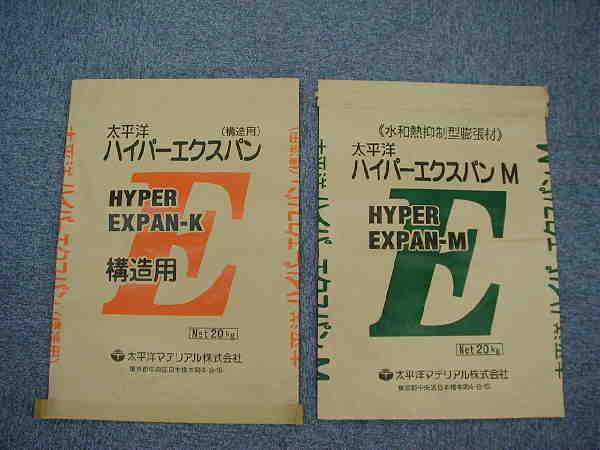 太平洋
（構造用）
ハイパーエクスパン
HYPER
EXPAN-K
構造用
Net 20kg
太平洋マテリアル株式会社
《水和熱抑制型膨張材》
太平洋
ハイパーエクスパン M
HYPER
EXPAN-M
Net 20kg
太平洋マテリアル株式会社